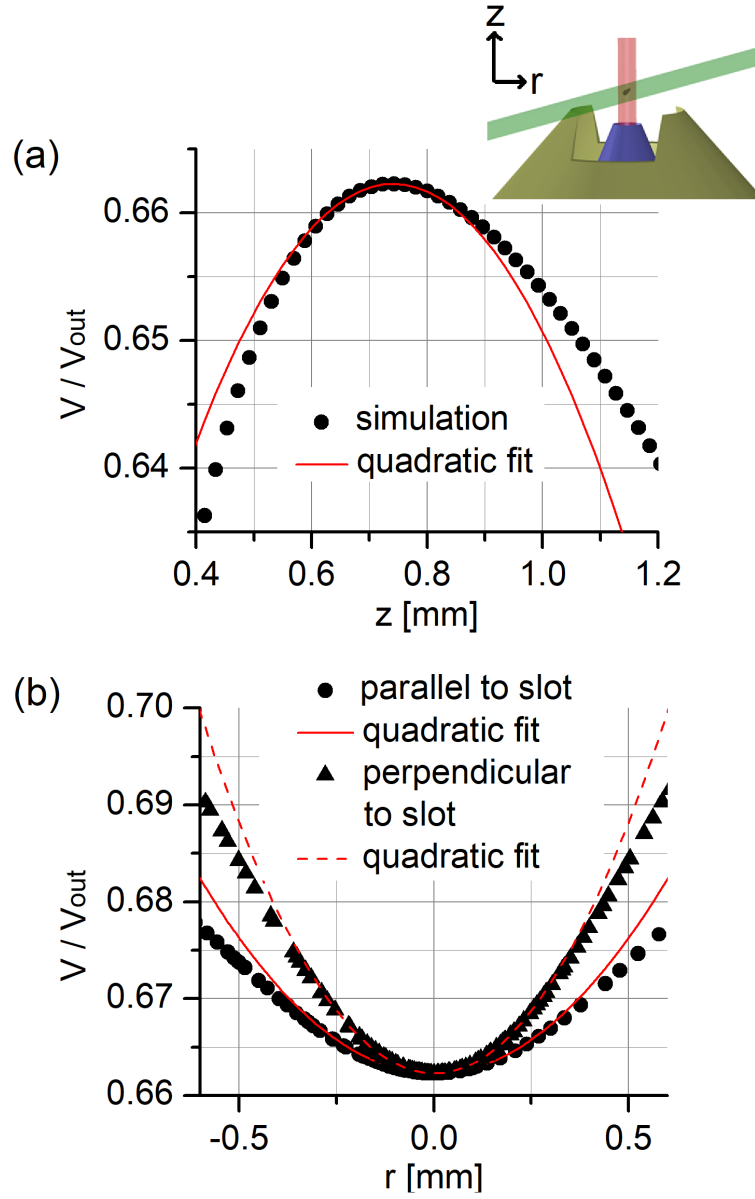 z
r
(a)
0.66
0.65
0.64
V / Vout
simulation
quadratic fit
0.4 0.6 0.8 1.0 1.2
z [mm]
(b)
parallel to slot
quadratic fit
perpendicular
to slot
quadratic fit
0.70
0.69
0.68
0.67
0.66
V / Vout
-0.5 0.0 0.5
r [mm]